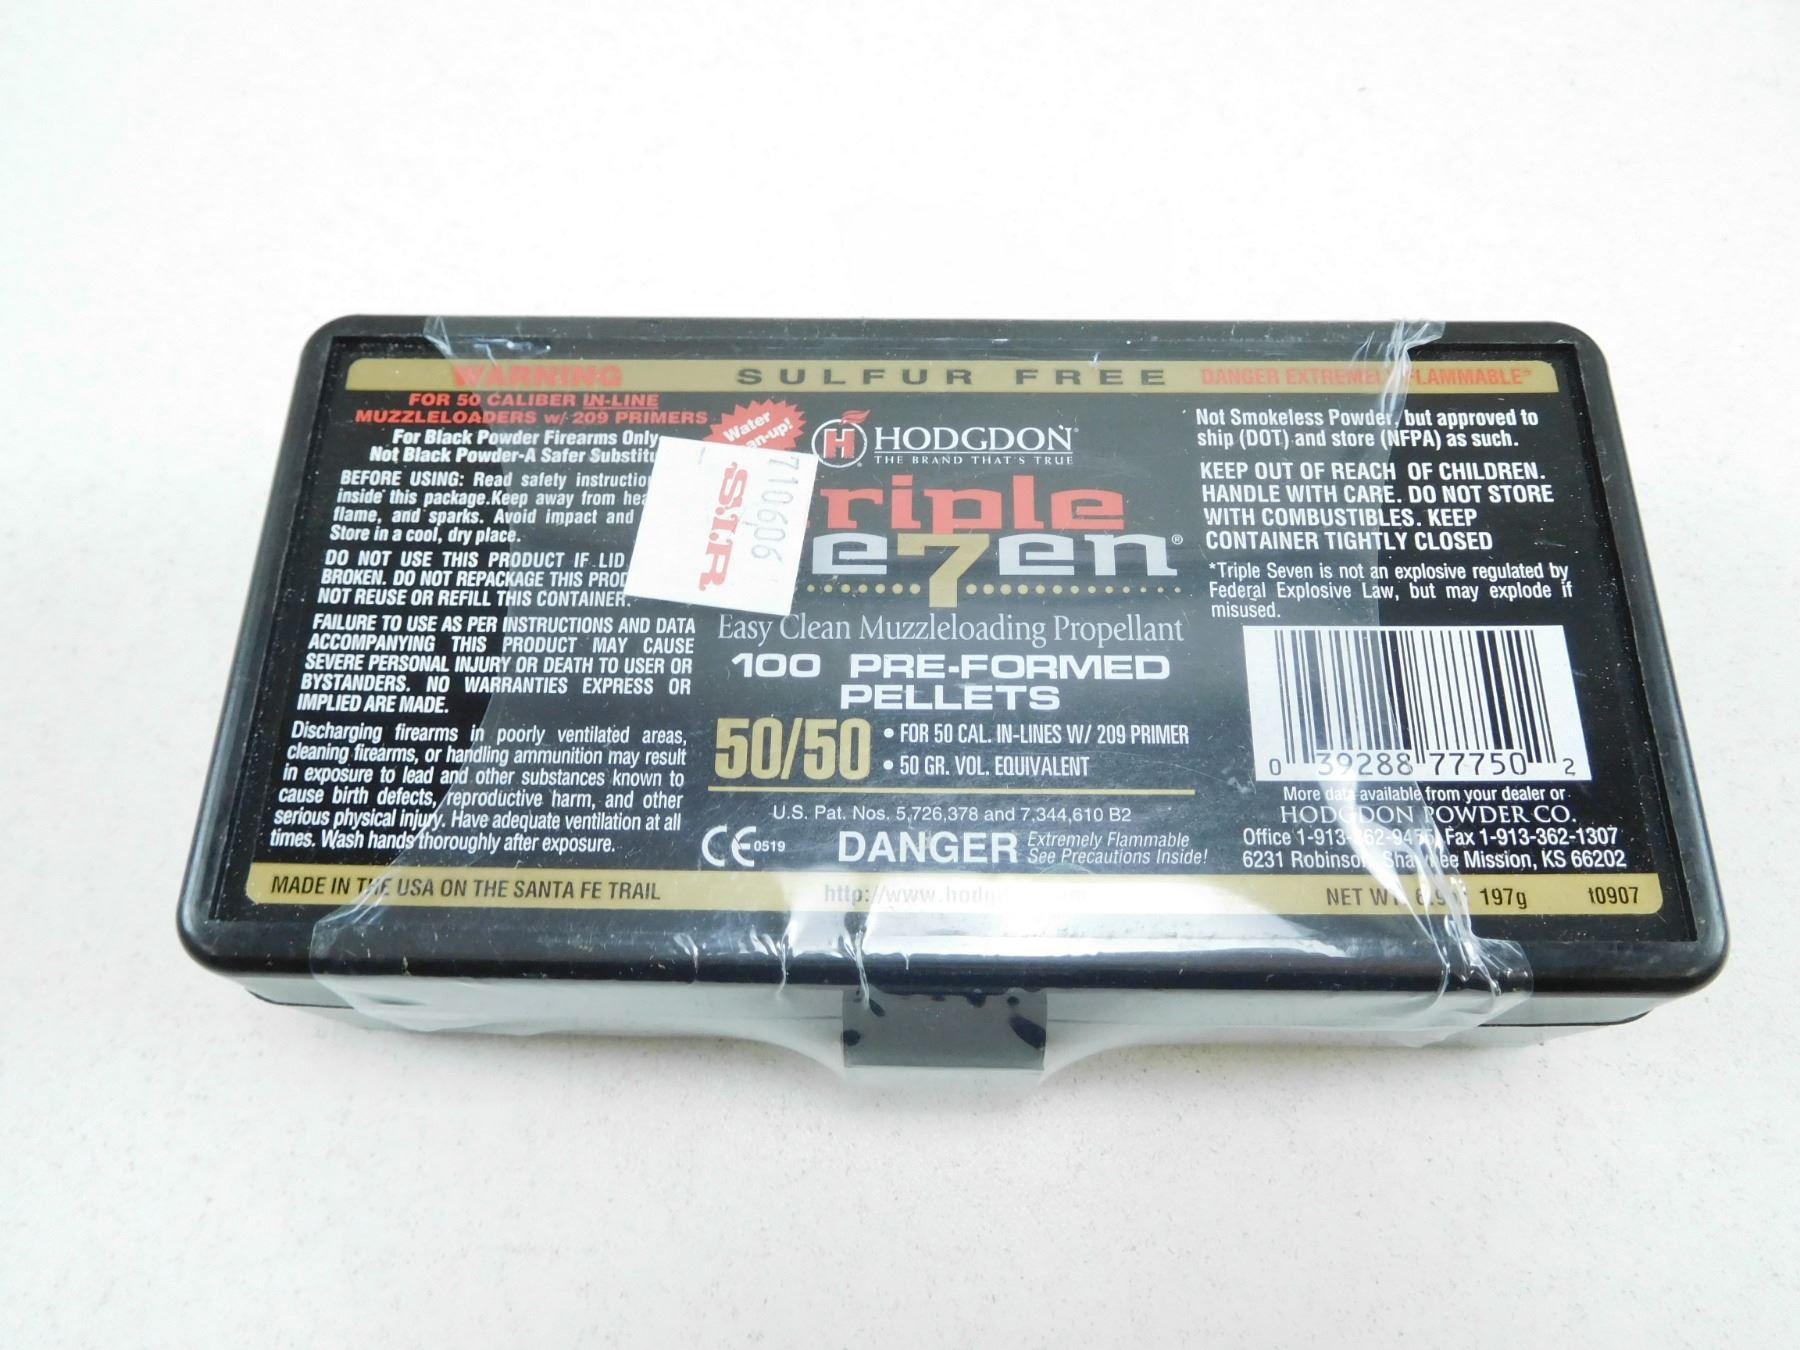 WARNING
SULFUR FREE
DANGER EXTREMELY FLAMMABLE*
FOR 50 CALIBER IN-LINE
MUZZLELOADERS w/ 209 PRIMERS
For Black Powder Firearms Only
Not Black Powder-A Safer
BEFORE USING: Read safety
inside this package.Keep away from
flame, and sparks. Avoid impact and
Store in a cool, dry place.
DO NOT USE THIS PRODUCT IF LID
BROKEN. DO NOT REPACKAGE THIS
NOT REUSE OR REFILL THIS CONTAINER.
FAILURE TO USE AS PER INSTRUCTIONS AND DATA
ACCOMPANYING THIS PRODUCT MAY CAUSE
SEVERE PERSONAL INJURY OR DEATH TO USER OR
BYSTANDERS. NO WARRANTIES EXPRESS OR
IMPLIED ARE MADE.
Discharging firearms in poorly ventilated areas,
cleaning firearms, or handling ammunition may result
in exposure to lead and other substances known to
cause birth defects, reproductive harm, and other
serious physical injury. Have adequate ventilation at all
times. Wash hands thoroughly after exposure.
Water
710606
S.I.R.
H
HODGDON®
THE BRAND THAT'S TRUE
riple
e7en®
Easy Clean Muzzleloading Propellant
100 PRE-FORMED
PELLETS
50/50
• FOR 50 CAL. IN-LINES W/ 209 PRIMER
• 50 GR. VOL. EQUIVALENT
U.S. Pat. Nos. 5,726,378 and 7,344,610 B2
CE 0519
DANGER
Extremely Flammable
See Precautions Inside!
Not Smokeless Powder, but approved to
ship (DOT) and store (NFPA) as such.
KEEP OUT OF REACH OF CHILDREN.
HANDLE WITH CARE. DO NOT STORE
WITH COMBUSTIBLES. KEEP
CONTAINER TIGHTLY CLOSED
*Triple Seven is not an explosive regulated by
Federal Explosive Law, but may explode if
misused.
0 39288 77750 2
More data available from your dealer or
HODGDON POWDER CO.
Office 1-913-362-9455, Fax 1-913-362-1307
6231 Robinson, Shawnee Mission, KS 66202
MADE IN THE USA ON THE SANTA FE TRAIL
http://www.
NET WT. 197g
t0907